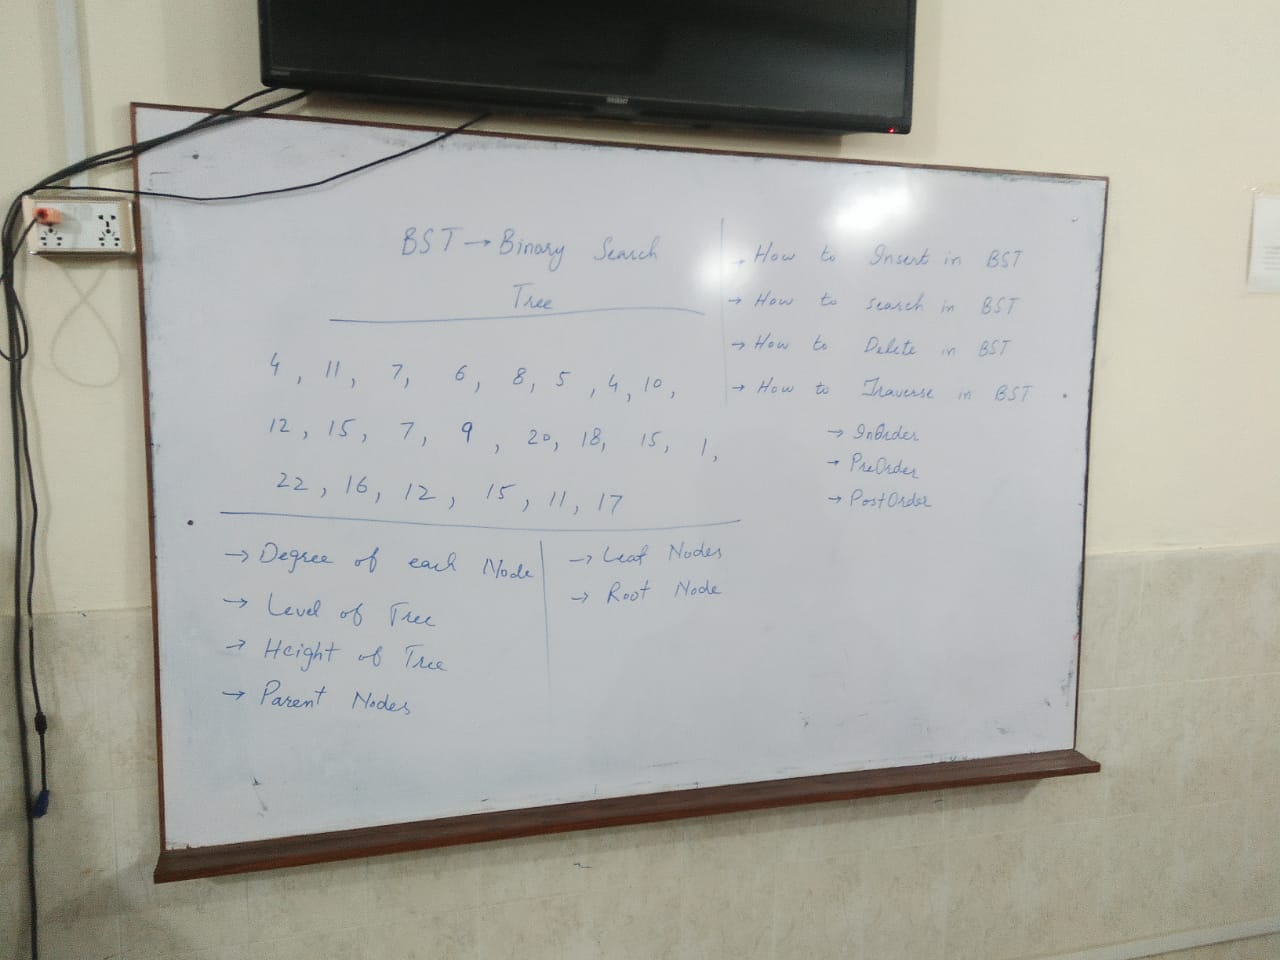 BST → Binary Search
Tree
4, 11, 7, 6, 8, 5, 4, 10,
12, 15, 7, 9, 20, 18, 15, 1,
22, 16, 12, 15, 11, 17
→ Degree of each Node
→ Level of Tree
→ Height of Tree
→ Parent Nodes
→ Leaf Nodes
→ Root Node
→ How to Insert in BST
→ How to search in BST
→ How to Delete in BST
→ How to Traverse in BST
→ InOrder
→ PreOrder
→ PostOrder